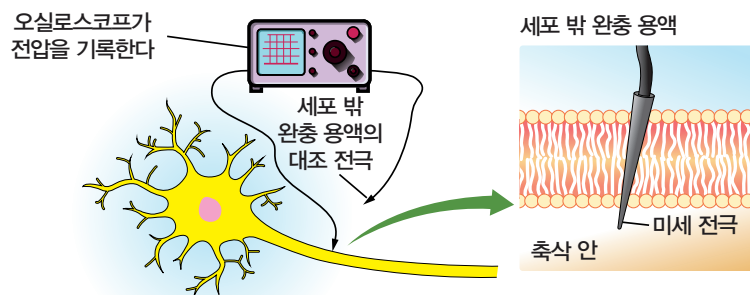 오실로스코프가
전압을 기록한다
세포 밖
완충 용액의
대조 전극
세포 밖 완충 용액
미세 전극
축삭 안